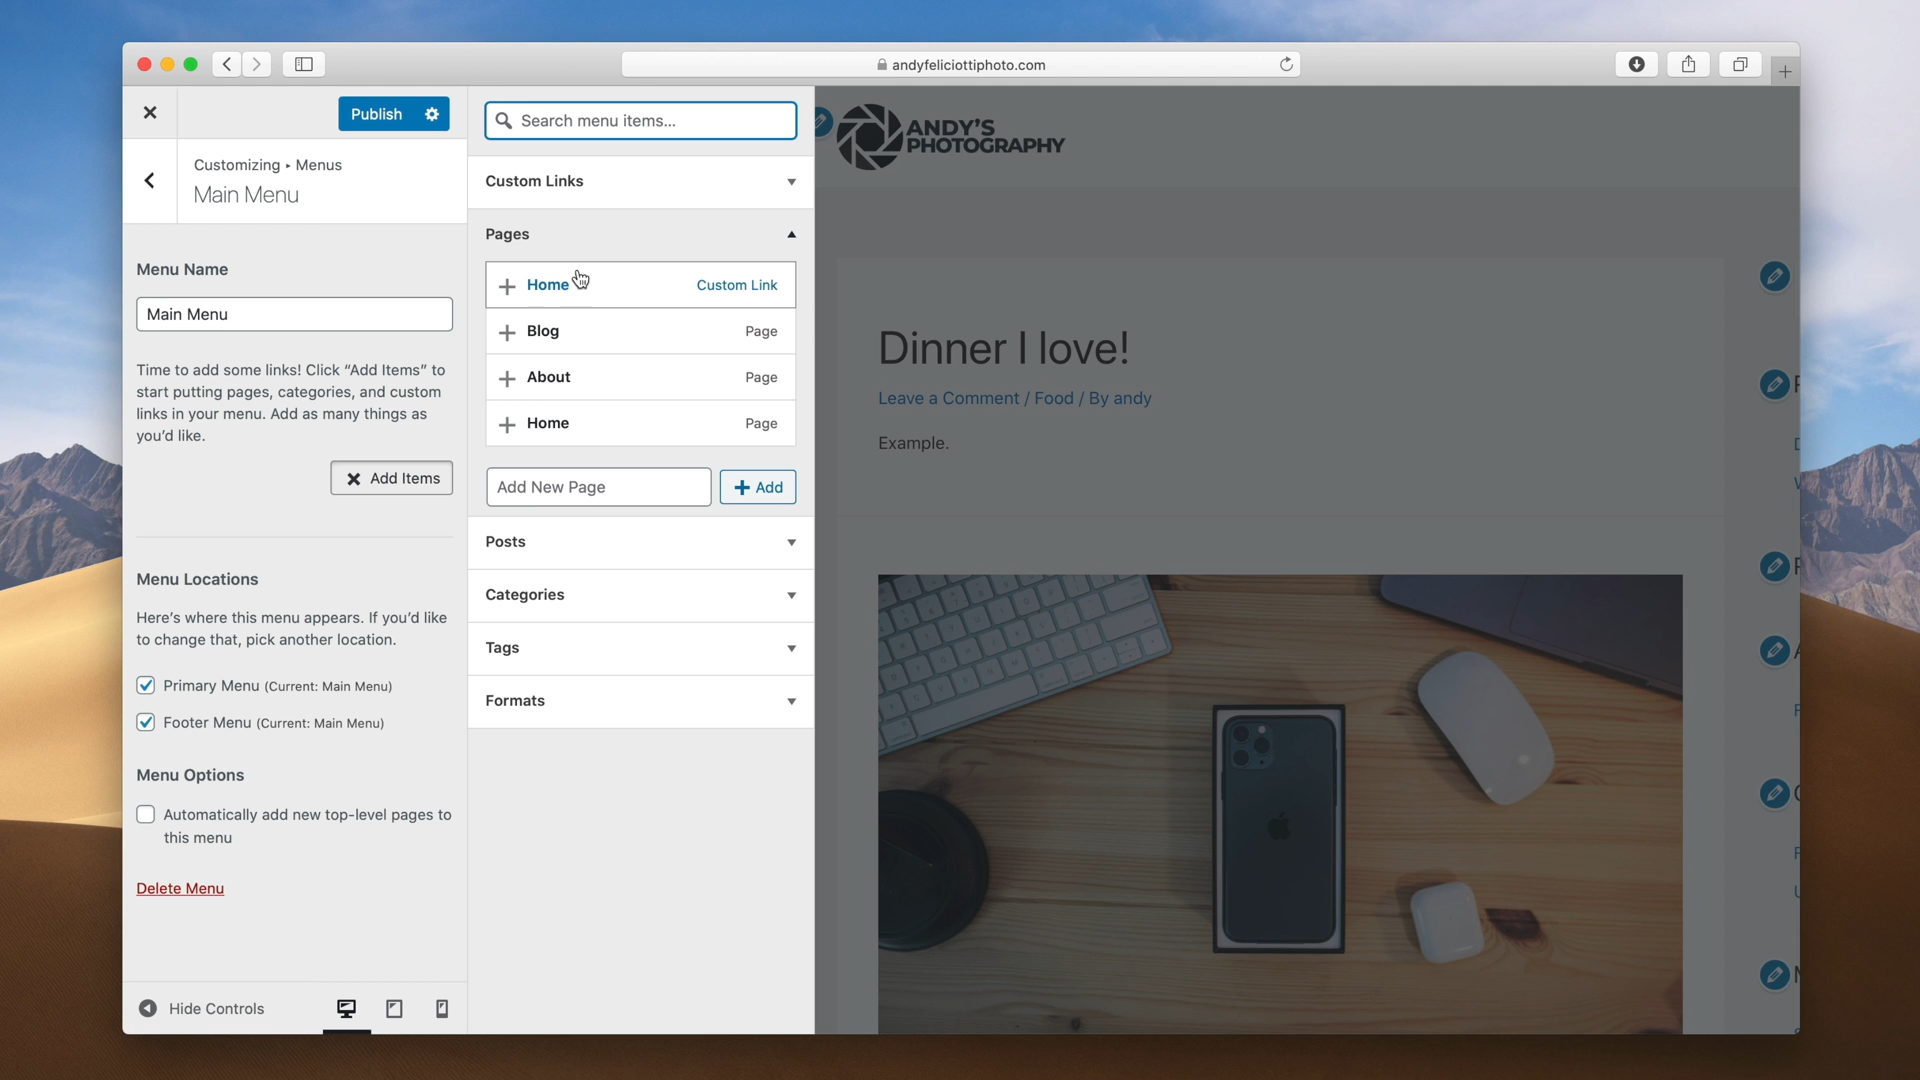 andyfeliciottiphoto.com
Publish
Customizing ▸ Menus
Main Menu
Menu Name
Main Menu
Time to add some links! Click “Add Items” to
start putting pages, categories, and custom
links in your menu. Add as many things as
you’d like.
Add Items
Menu Locations
Here’s where this menu appears. If you’d like
to change that, pick another location.
Primary Menu (Current: Main Menu)
Footer Menu (Current: Main Menu)
Menu Options
Automatically add new top-level pages to
this menu
Delete Menu
Hide Controls
Search menu items...
Custom Links
Pages
Home Custom Link
Blog Page
About Page
Home Page
Add New Page
Add
Posts
Categories
Tags
Formats
ANDY’S
PHOTOGRAPHY
Dinner I love!
Leave a Comment / Food / By andy
Example.